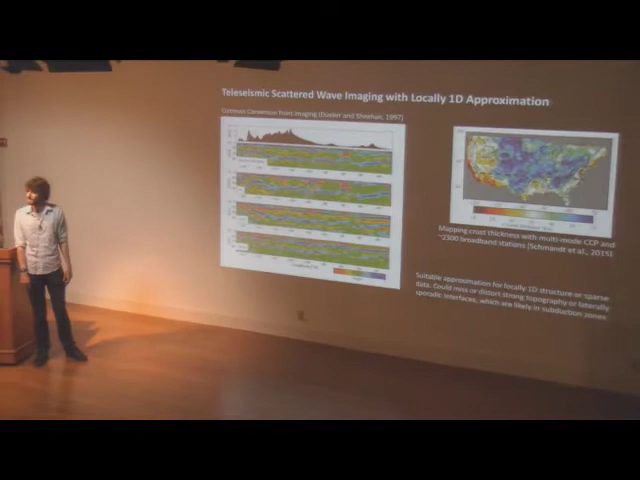 Teleseismic Scattered Wave Imaging with Locally 1D Approximation
Common Conversion Point Imaging (Dueker and Sheehan, 1997)
Mapping crust thickness with multi-mode CCP and
~2300 broadband stations [Schmandt et al., 2015]
Suitable approximation for locally 1D structure or sparse
data. Could miss or distort strong topography or laterally
sporadic interfaces, which are likely in subduction zones